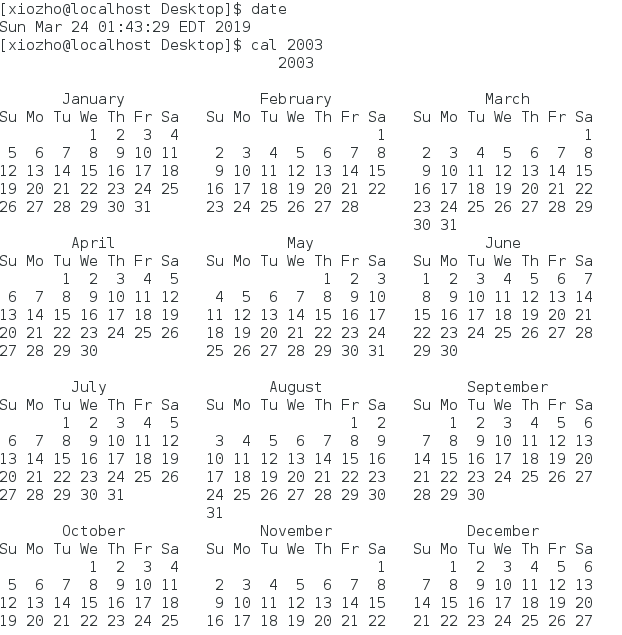 [xiozho@localhost Desktop]$ date
Sun Mar 24 01:43:29 EDT 2019
[xiozho@localhost Desktop]$ cal 2003
                               2003

       January               February                 March
Su Mo Tu We Th Fr Sa   Su Mo Tu We Th Fr Sa   Su Mo Tu We Th Fr Sa
          1  2  3  4                      1                      1
 5  6  7  8  9 10 11    2  3  4  5  6  7  8    2  3  4  5  6  7  8
12 13 14 15 16 17 18    9 10 11 12 13 14 15    9 10 11 12 13 14 15
19 20 21 22 23 24 25   16 17 18 19 20 21 22   16 17 18 19 20 21 22
26 27 28 29 30 31      23 24 25 26 27 28      23 24 25 26 27 28 29
                                              30 31
        April                   May                   June
Su Mo Tu We Th Fr Sa   Su Mo Tu We Th Fr Sa   Su Mo Tu We Th Fr Sa
       1  2  3  4  5                1  2  3    1  2  3  4  5  6  7
 6  7  8  9 10 11 12    4  5  6  7  8  9 10    8  9 10 11 12 13 14
13 14 15 16 17 18 19   11 12 13 14 15 16 17   15 16 17 18 19 20 21
20 21 22 23 24 25 26   18 19 20 21 22 23 24   22 23 24 25 26 27 28
27 28 29 30            25 26 27 28 29 30 31   29 30

        July                  August                September
Su Mo Tu We Th Fr Sa   Su Mo Tu We Th Fr Sa   Su Mo Tu We Th Fr Sa
       1  2  3  4  5                   1  2       1  2  3  4  5  6
 6  7  8  9 10 11 12    3  4  5  6  7  8  9    7  8  9 10 11 12 13
13 14 15 16 17 18 19   10 11 12 13 14 15 16   14 15 16 17 18 19 20
20 21 22 23 24 25 26   17 18 19 20 21 22 23   21 22 23 24 25 26 27
27 28 29 30 31         24 25 26 27 28 29 30   28 29 30
                       31
       October               November               December
Su Mo Tu We Th Fr Sa   Su Mo Tu We Th Fr Sa   Su Mo Tu We Th Fr Sa
          1  2  3  4                      1       1  2  3  4  5  6
 5  6  7  8  9 10 11    2  3  4  5  6  7  8    7  8  9 10 11 12 13
12 13 14 15 16 17 18    9 10 11 12 13 14 15   14 15 16 17 18 19 20
19 20 21 22 23 24 25   16 17 18 19 20 21 22   21 22 23 24 25 26 27